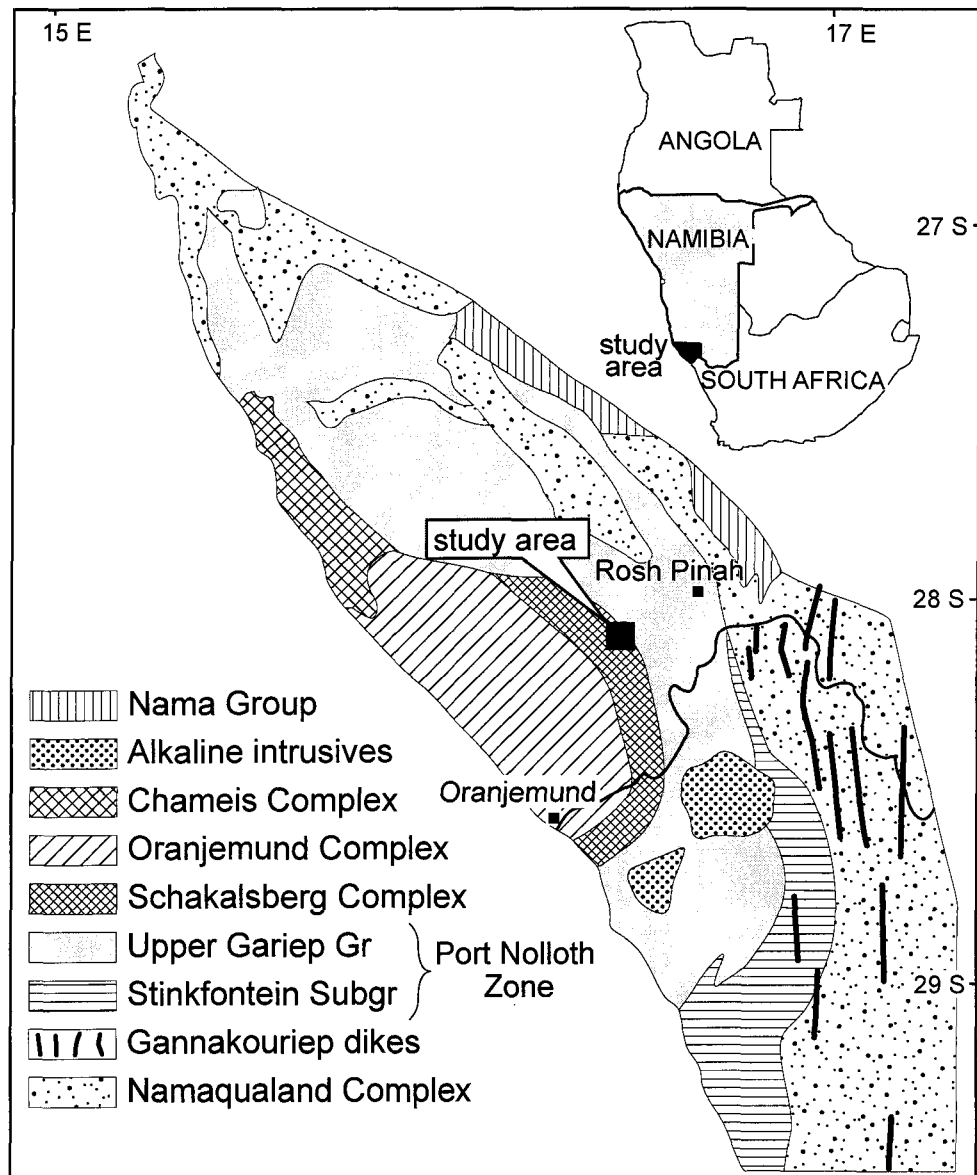 15 E
17 E
ANGOLA
27 S
NAMIBIA
study
area
SOUTH AFRICA
study area
Rosh Pinah
28 S
Oranjemund
Nama Group
Alkaline intrusives
Chameis Complex
Oranjemund Complex
Schakalsberg Complex
Upper Gariep Gr
Stinkfontein Subgr
Port Nolloth
Zone
29 S
Gannakouriep dikes
Namaqualand Complex